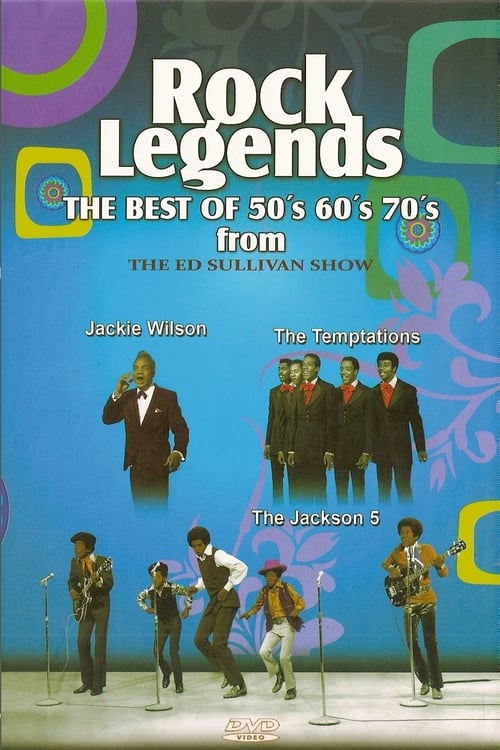 Rock
Legends
THE BEST OF 50's 60's 70's
from
THE ED SULLIVAN SHOW
Jackie Wilson
The Temptations
The Jackson 5
DVD
VIDEO